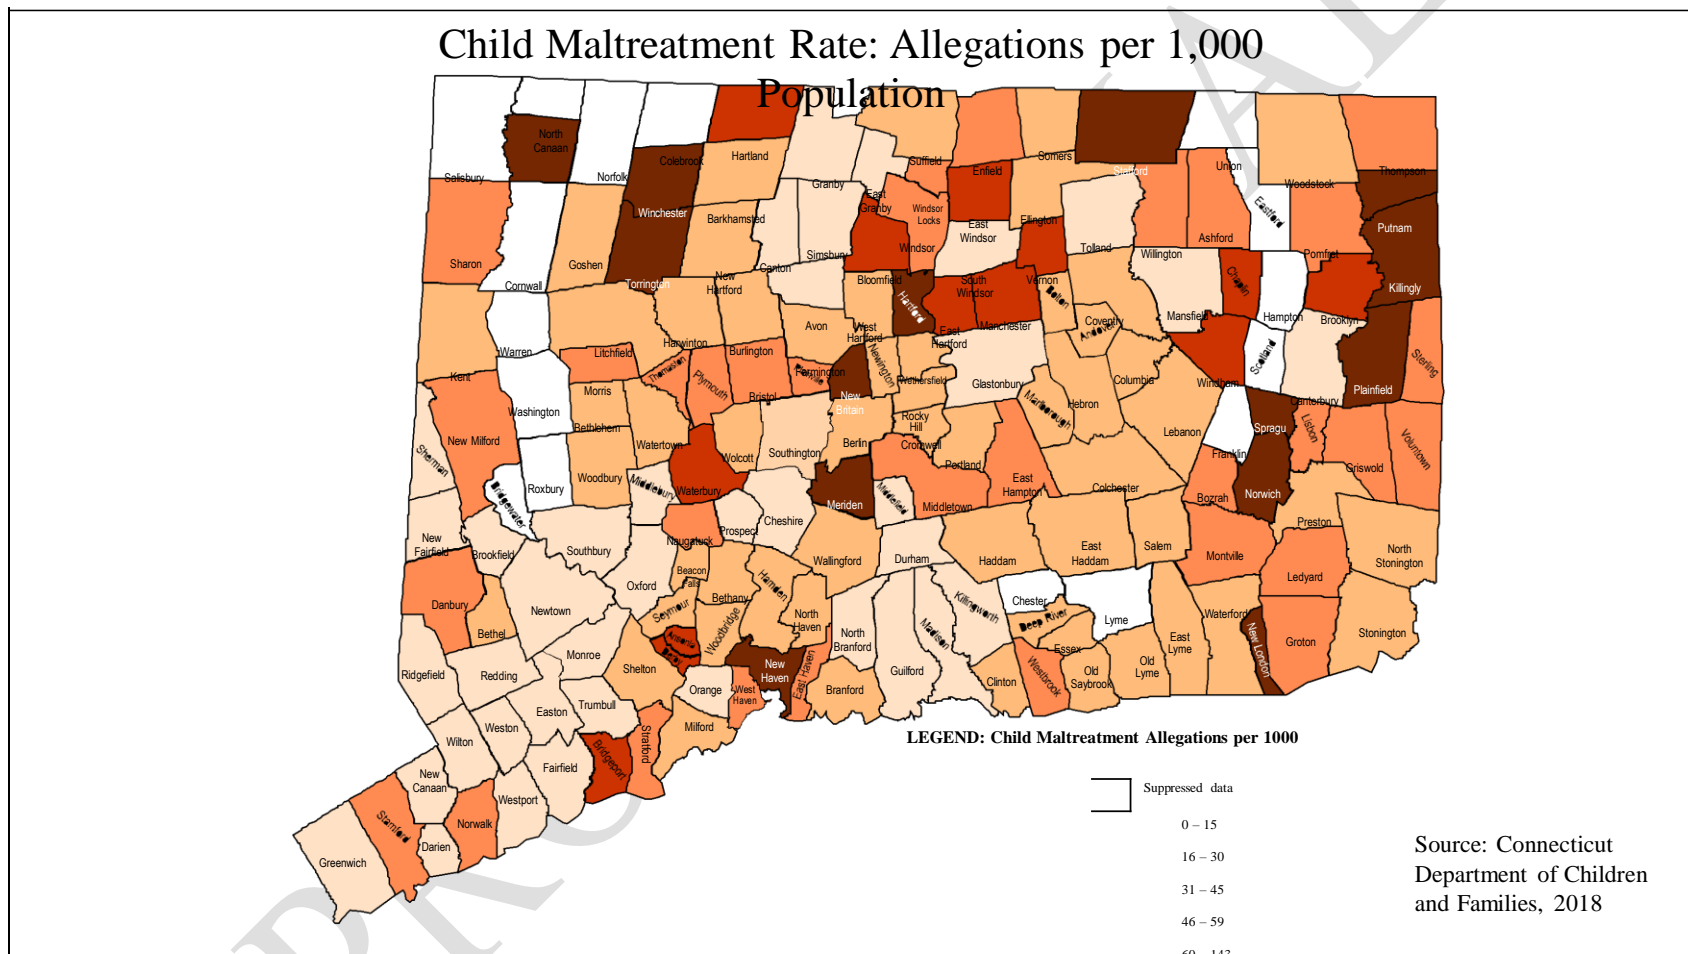 Child Maltreatment Rate: Allegations per 1,000
Population
North
Canaan
Colebrook
Hartland
Suffield
Somers
Enfield
Stafford
Union
Woodstock
Thompson
Salisbury
Norfolk
Granby
East
Granby
Windsor
Locks
East
Windsor
Ellington
Eastford
Winchester
Barkhamsted
Putnam
Simsbury
Windsor
Tolland
Willington
Ashford
Pomfret
Sharon
Goshen
Canton
Cornwall
Torrington
New
Hartford
Bloomfield
South
Windsor
Vernon
Bolton
Chaplin
Killingly
Hartford
Avon
West
Hartford
East
Hartford
Manchester
Coventry
Andover
Mansfield
Hampton
Brooklyn
Warren
Litchfield
Harwinton
Burlington
Newington
Scotland
Sterling
Kent
Thomaston
Plymouth
Bristol
Farmington
Plainville
Wethersfield
Glastonbury
Columbia
Windham
Plainfield
Canterbury
Morris
New
Britain
Marborough
Hebron
Washington
Bethlehem
Rocky
Hill
Lebanon
Spragu
Lisbon
Voluntown
New Milford
Watertown
Wolcott
Southington
Berlin
Cromwell
Portland
Franklin
Griswold
Sherman
Woodbury
Middlebury
Waterbury
East
Hampton
Colchester
Bozrah
Norwich
Roxbury
Bridgewater
Meriden
Middlefield
Middletown
Preston
Prospect
Cheshire
New
Fairfield
Brookfield
Southbury
Naugatuck
Wallingford
Durham
Haddam
East
Haddam
Salem
Montville
North
Stonington
Oxford
Beacon
Falls
Bethany
Hamden
Killingworth
Chester
Ledyard
Danbury
Newtown
Seymour
Woodbridge
North
Haven
Madison
Deep River
Lyme
Waterford
Bethel
Ansonia
Derby
North
Branford
Essex
East
Lyme
New London
Groton
Stonington
Monroe
Ridgefield
Redding
Shelton
Orange
New
Haven
East Haven
Guilford
Westbrook
Old
Saybrook
Old
Lyme
West
Haven
Branford
Clinton
Easton
Trumbull
Weston
Milford
Stratford
Wilton
Fairfield
Bridgeport
New
Canaan
Westport
Stamford
Norwalk
Darien
Greenwich
LEGEND: Child Maltreatment Allegations per 1000
Suppressed data
0 – 15
16 – 30
31 – 45
46 – 59
60 – 143
Source: Connecticut
Department of Children
and Families, 2018